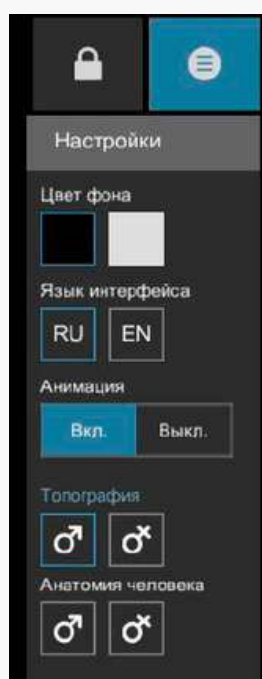 Настройки
Цвет фона
Язык интерфейса
RU EN
Анимация
Вкл. Выкл.
Топография
Анатомия человека